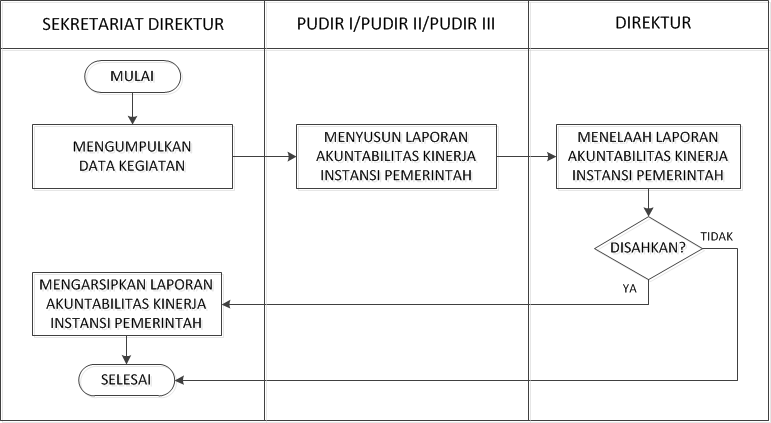 SEKRETARIAT DIREKTUR
PUDIR I/PUDIR II/PUDIR III
DIREKTUR
MULAI
MENGUMPULKAN
DATA KEGIATAN
MENYUSUN LAPORAN
AKUNTABILITAS KINERJA
INSTANSI PEMERINTAH
MENELAAH LAPORAN
AKUNTABILITAS KINERJA
INSTANSI PEMERINTAH
DISAHKAN?
TIDAK
YA
MENGARSIPKAN LAPORAN
AKUNTABILITAS KINERJA
INSTANSI PEMERINTAH
SELESAI